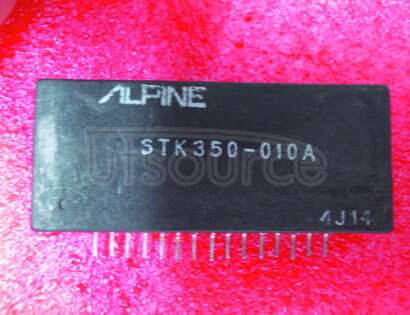 ALPINE
STK350-010A
utsource
4J14